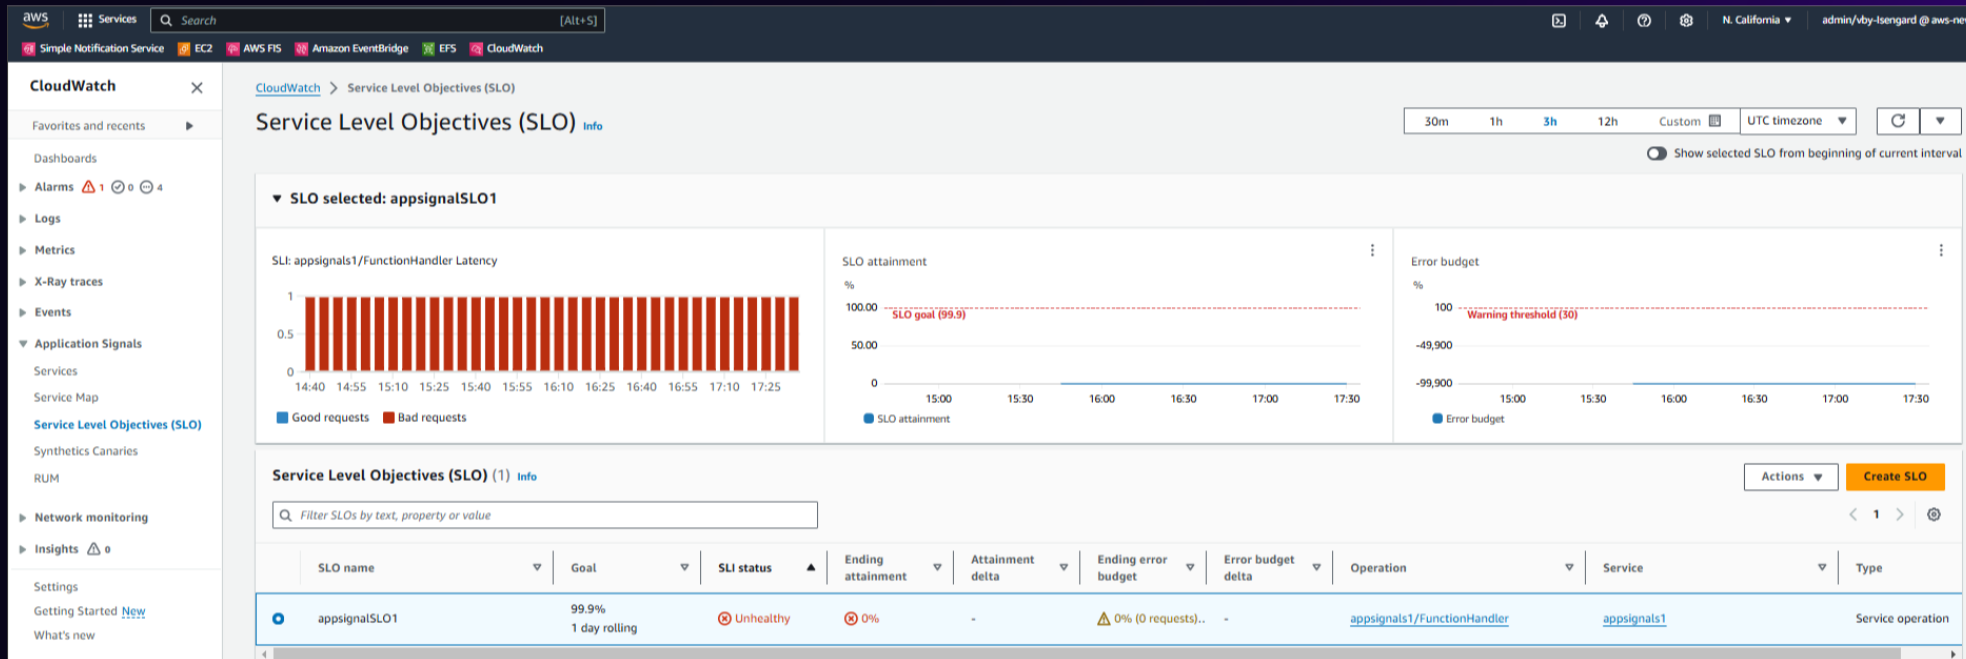 aws
Services
Search
[Alt+S]
N. California
admin/vby-Isengard @ aws-ne
Simple Notification Service
EC2
AWS FIS
Amazon EventBridge
EFS
CloudWatch
CloudWatch
Favorites and recents
Dashboards
Alarms 1 0 4
Logs
Metrics
X-Ray traces
Events
Application Signals
Services
Service Map
Service Level Objectives (SLO)
Synthetics Canaries
RUM
Network monitoring
Insights 0
Settings
Getting Started New
What's new
CloudWatch > Service Level Objectives (SLO)
Service Level Objectives (SLO) Info
30m 1h 3h 12h Custom
UTC timezone
Show selected SLO from beginning of current interval
SLO selected: appsignalSLO1
SLI: appsignals1/FunctionHandler Latency
1
0.5
0
14:40 14:55 15:10 15:25 15:40 15:55 16:10 16:25 16:40 16:55 17:10 17:25
Good requests Bad requests
SLO attainment
%
100.00
SLO goal (99.9)
50.00
0
15:00 15:30 16:00 16:30 17:00 17:30
SLO attainment
Error budget
%
100
Warning threshold (30)
-49,900
-99,900
15:00 15:30 16:00 16:30 17:00 17:30
Error budget
Service Level Objectives (SLO) (1) Info
Actions
Create SLO
Filter SLOs by text, property or value
1
SLO name
Goal
SLI status
Ending attainment
Attainment delta
Ending error budget
Error budget delta
Operation
Service
Type
appsignalSLO1
99.9%
1 day rolling
Unhealthy
0%
-
0% (0 requests)..
-
appsignals1/FunctionHandler
appsignals1
Service operation